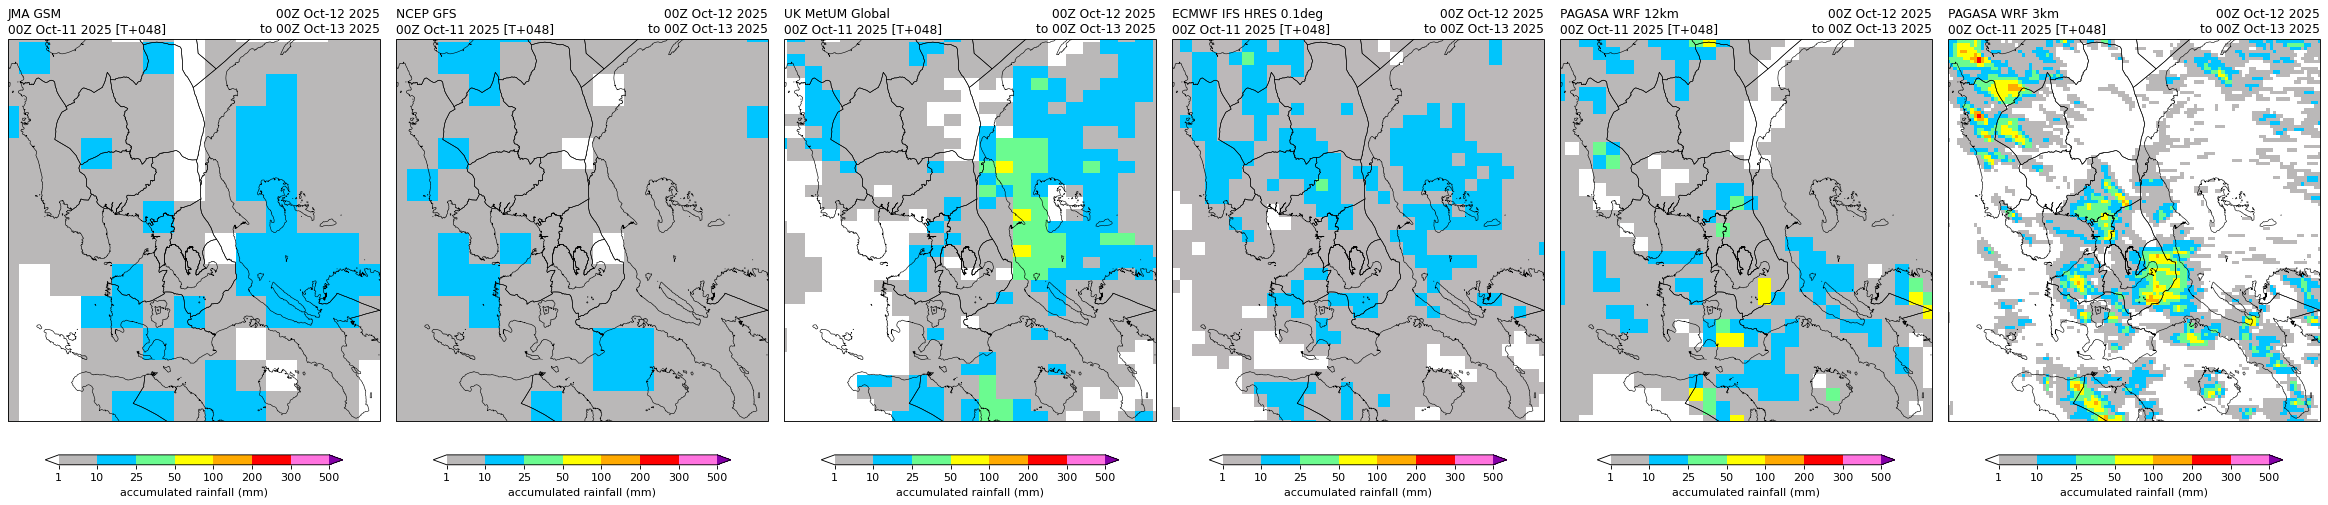 JMA GSM 00Z Oct-12 2025
00Z Oct-11 2025 [T+048] to 00Z Oct-13 2025
NCEP GFS 00Z Oct-12 2025
00Z Oct-11 2025 [T+048] to 00Z Oct-13 2025
UK MetUM Global 00Z Oct-12 2025
00Z Oct-11 2025 [T+048] to 00Z Oct-13 2025
ECMWF IFS HRES 0.1deg 00Z Oct-12 2025
00Z Oct-11 2025 [T+048] to 00Z Oct-13 2025
PAGASA WRF 12km 00Z Oct-12 2025
00Z Oct-11 2025 [T+048] to 00Z Oct-13 2025
PAGASA WRF 3km 00Z Oct-12 2025
00Z Oct-11 2025 [T+048] to 00Z Oct-13 2025
1 10 25 50 100 200 300 500
accumulated rainfall (mm)
1 10 25 50 100 200 300 500
accumulated rainfall (mm)
1 10 25 50 100 200 300 500
accumulated rainfall (mm)
1 10 25 50 100 200 300 500
accumulated rainfall (mm)
1 10 25 50 100 200 300 500
accumulated rainfall (mm)
1 10 25 50 100 200 300 500
accumulated rainfall (mm)